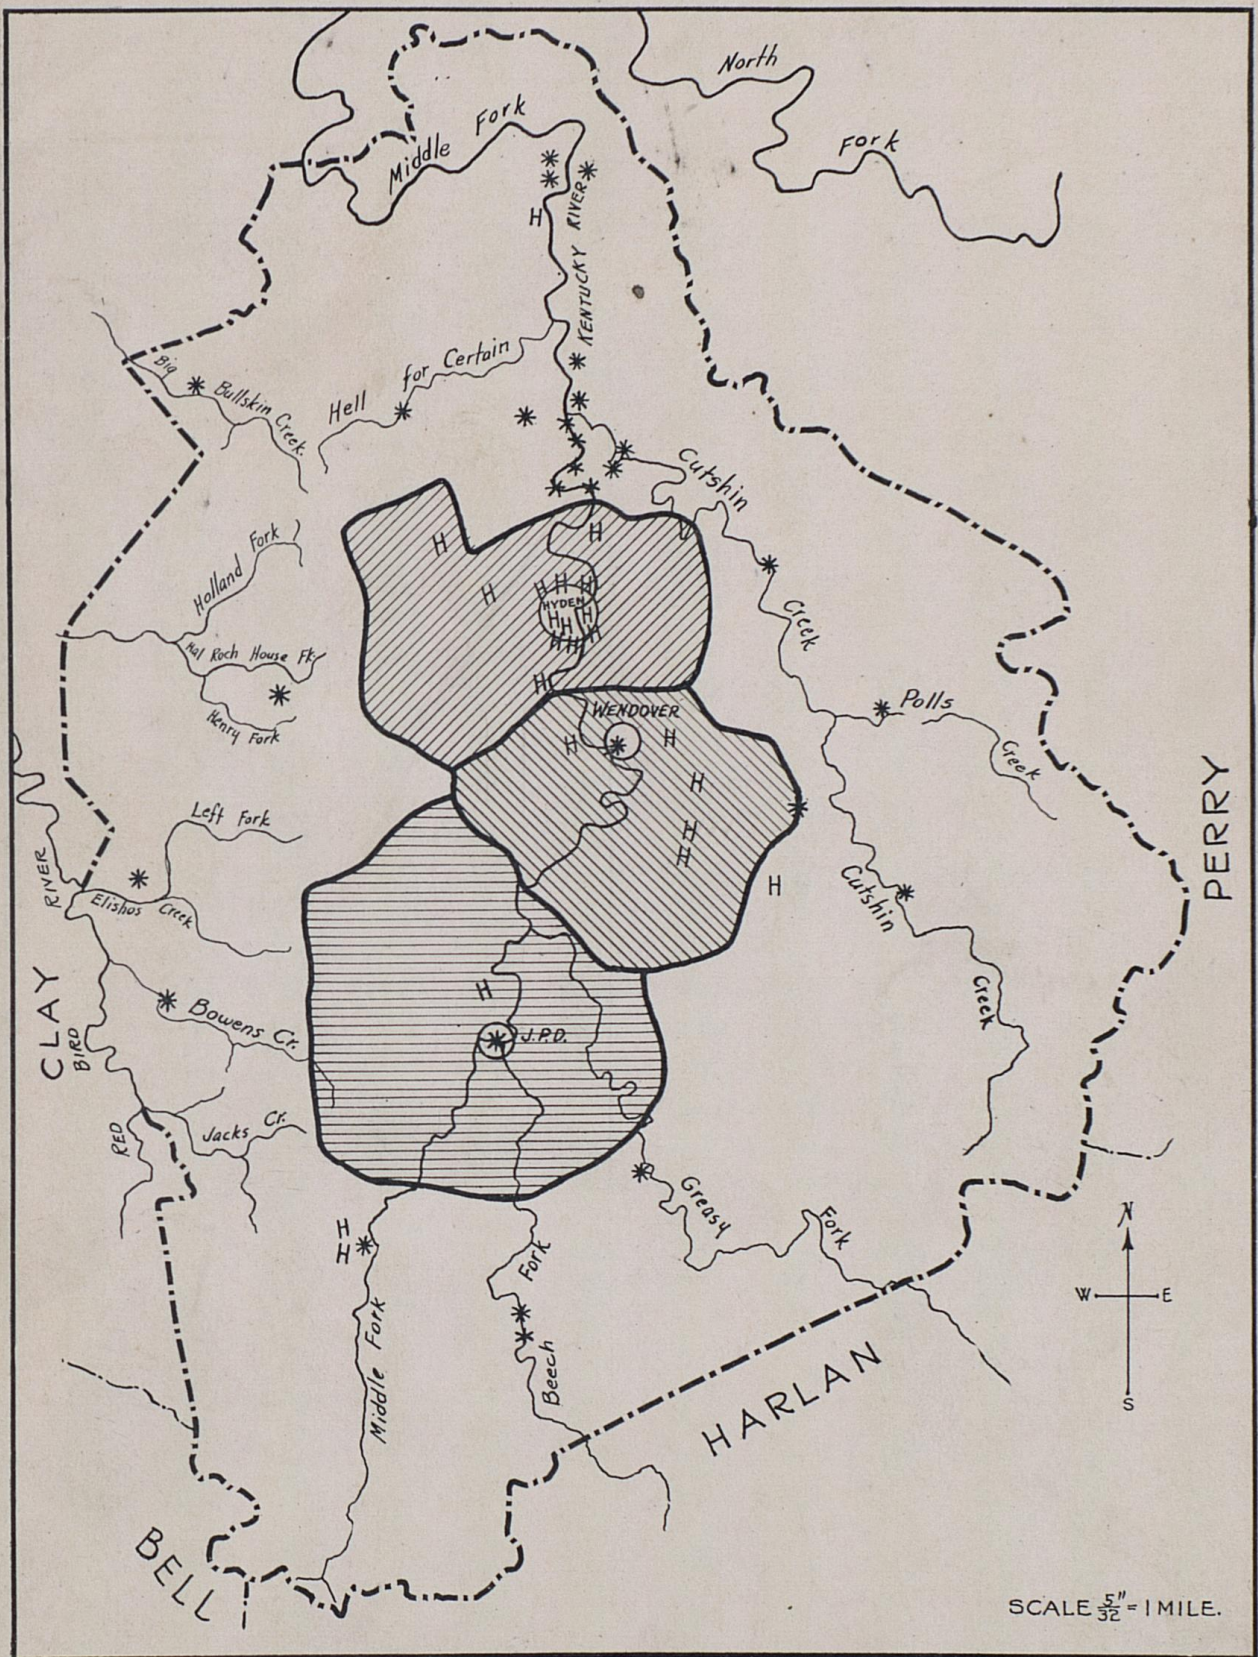 North
Fork
Middle Fork
H
KENTUCKY RIVER
Big
Bullskin Creek.
Hell for Certain
Cutshin
H
H
H
Holland Fork
H H H
HYDEN
H H
H H
H H H
Creek
Roch House Fk.
Henry Fork
H
Polls
Creek
WENDOVER
H
H
H
H
H
H
PERRY
Left Fork
RIVER
Elishos Creek
Cutshin
Creek
CLAY
BIRD
Bowens Cr.
H
J.P.D.
RED
Jacks Cr.
Greasy
Fork
H
H
Fork
Beech
Middle Fork
N
W
E
S
HARLAN
BELL
SCALE 5/32" = 1 MILE.